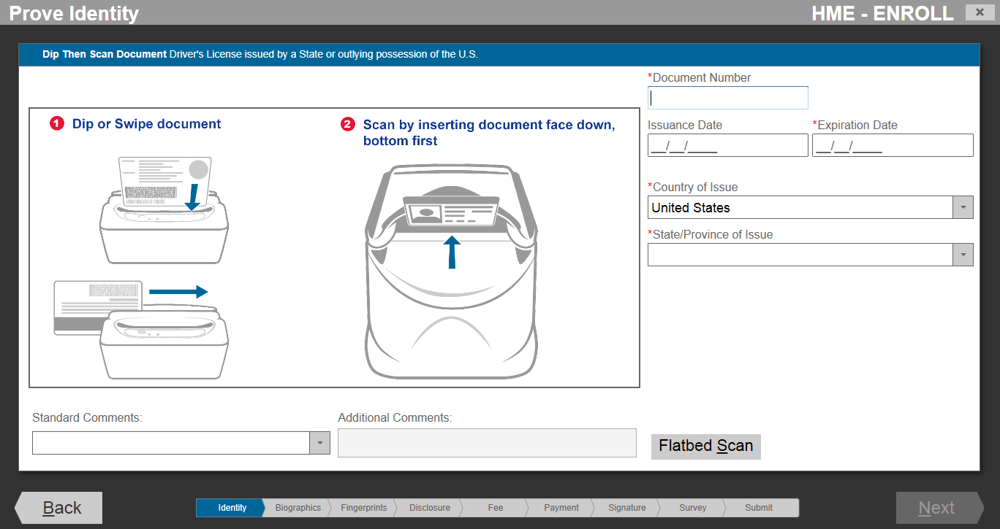 Prove Identity
HME - ENROLL
Dip Then Scan Document Driver's License issued by a State or outlying possession of the U.S.
*Document Number
1 Dip or Swipe document
2 Scan by inserting document face down,
bottom first
Issuance Date
*Expiration Date
__/__/____
__/__/____
*Country of Issue
United States
*State/Province of Issue
Standard Comments:
Additional Comments:
Flatbed Scan
Back
Identity
Biographics
Fingerprints
Disclosure
Fee
Payment
Signature
Survey
Submit
Next